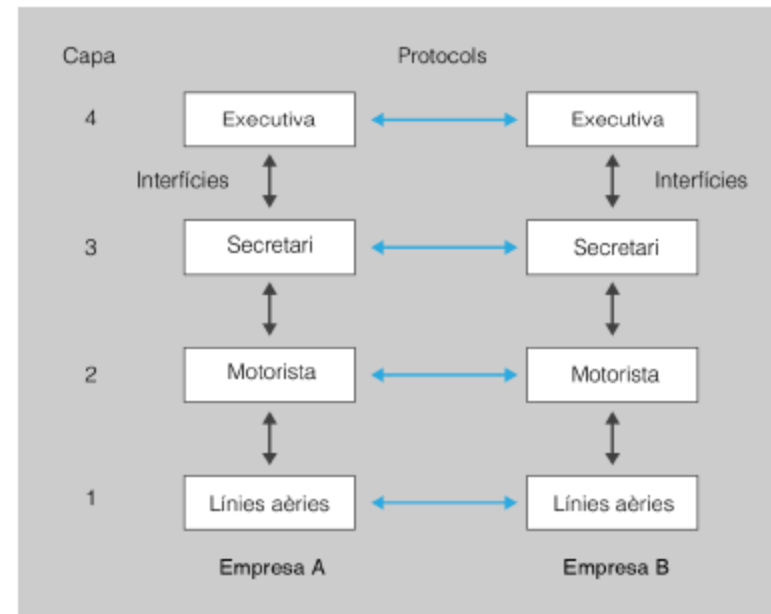 Capa Protocols
4 Executiva Executiva
Interfícies Interfícies
3 Secretari Secretari
2 Motorista Motorista
1 Línies aèries Línies aèries
Empresa A Empresa B